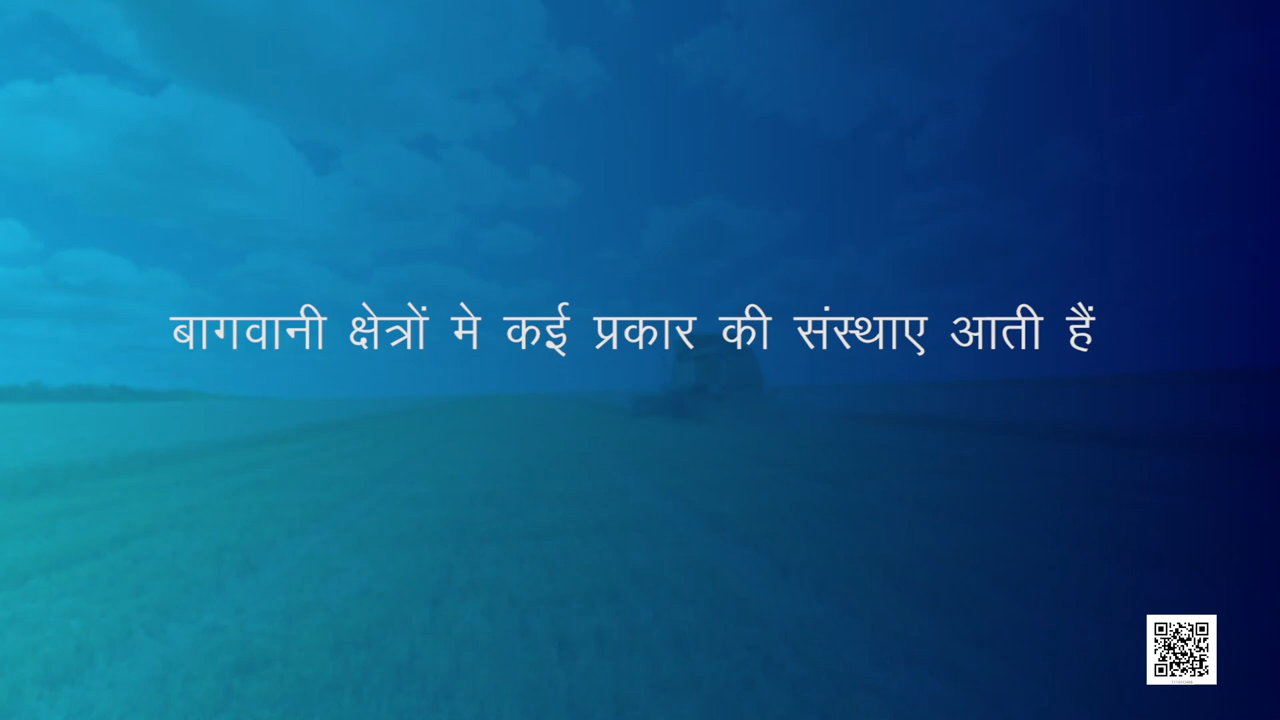 बागवानी क्षेत्रों मे कई प्रकार की संस्थाए आती हैं